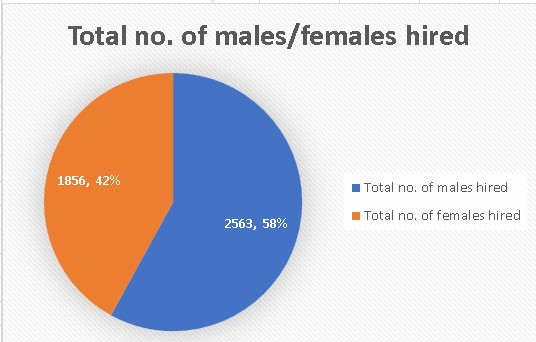 Total no. of males/females hired
1856, 42%
2563, 58%
Total no. of males hired
Total no. of females hired